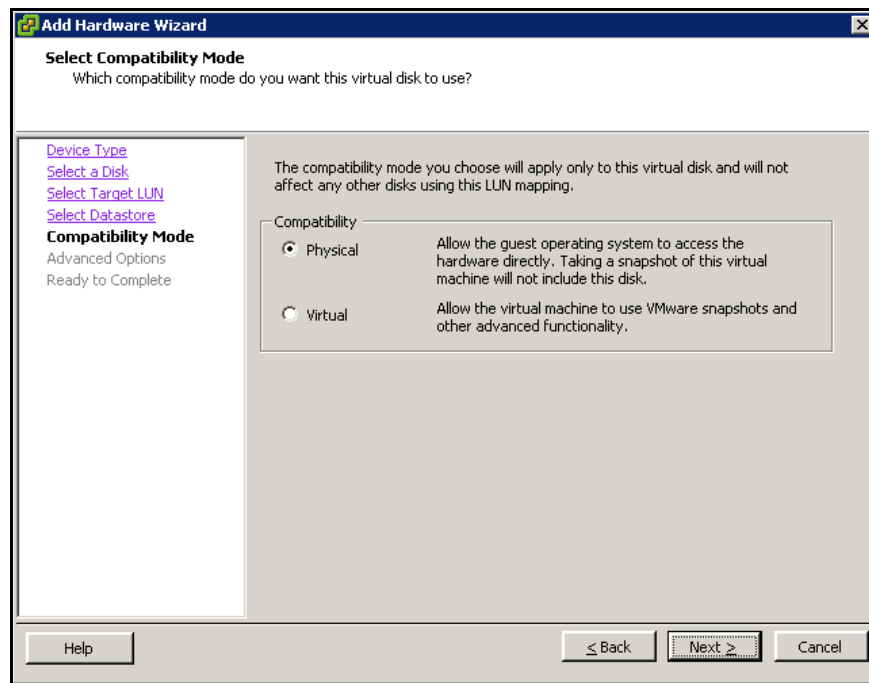 Add Hardware Wizard
Select Compatibility Mode
Which compatibility mode do you want this virtual disk to use?
Device Type
Select a Disk
Select Target LUN
Select Datastore
Compatibility Mode
Advanced Options
Ready to Complete
The compatibility mode you choose will apply only to this virtual disk and will not
affect any other disks using this LUN mapping.
Compatibility
Physical
Allow the guest operating system to access the
hardware directly. Taking a snapshot of this virtual
machine will not include this disk.
Virtual
Allow the virtual machine to use VMware snapshots and
other advanced functionality.
Help
< Back
Next >
Cancel